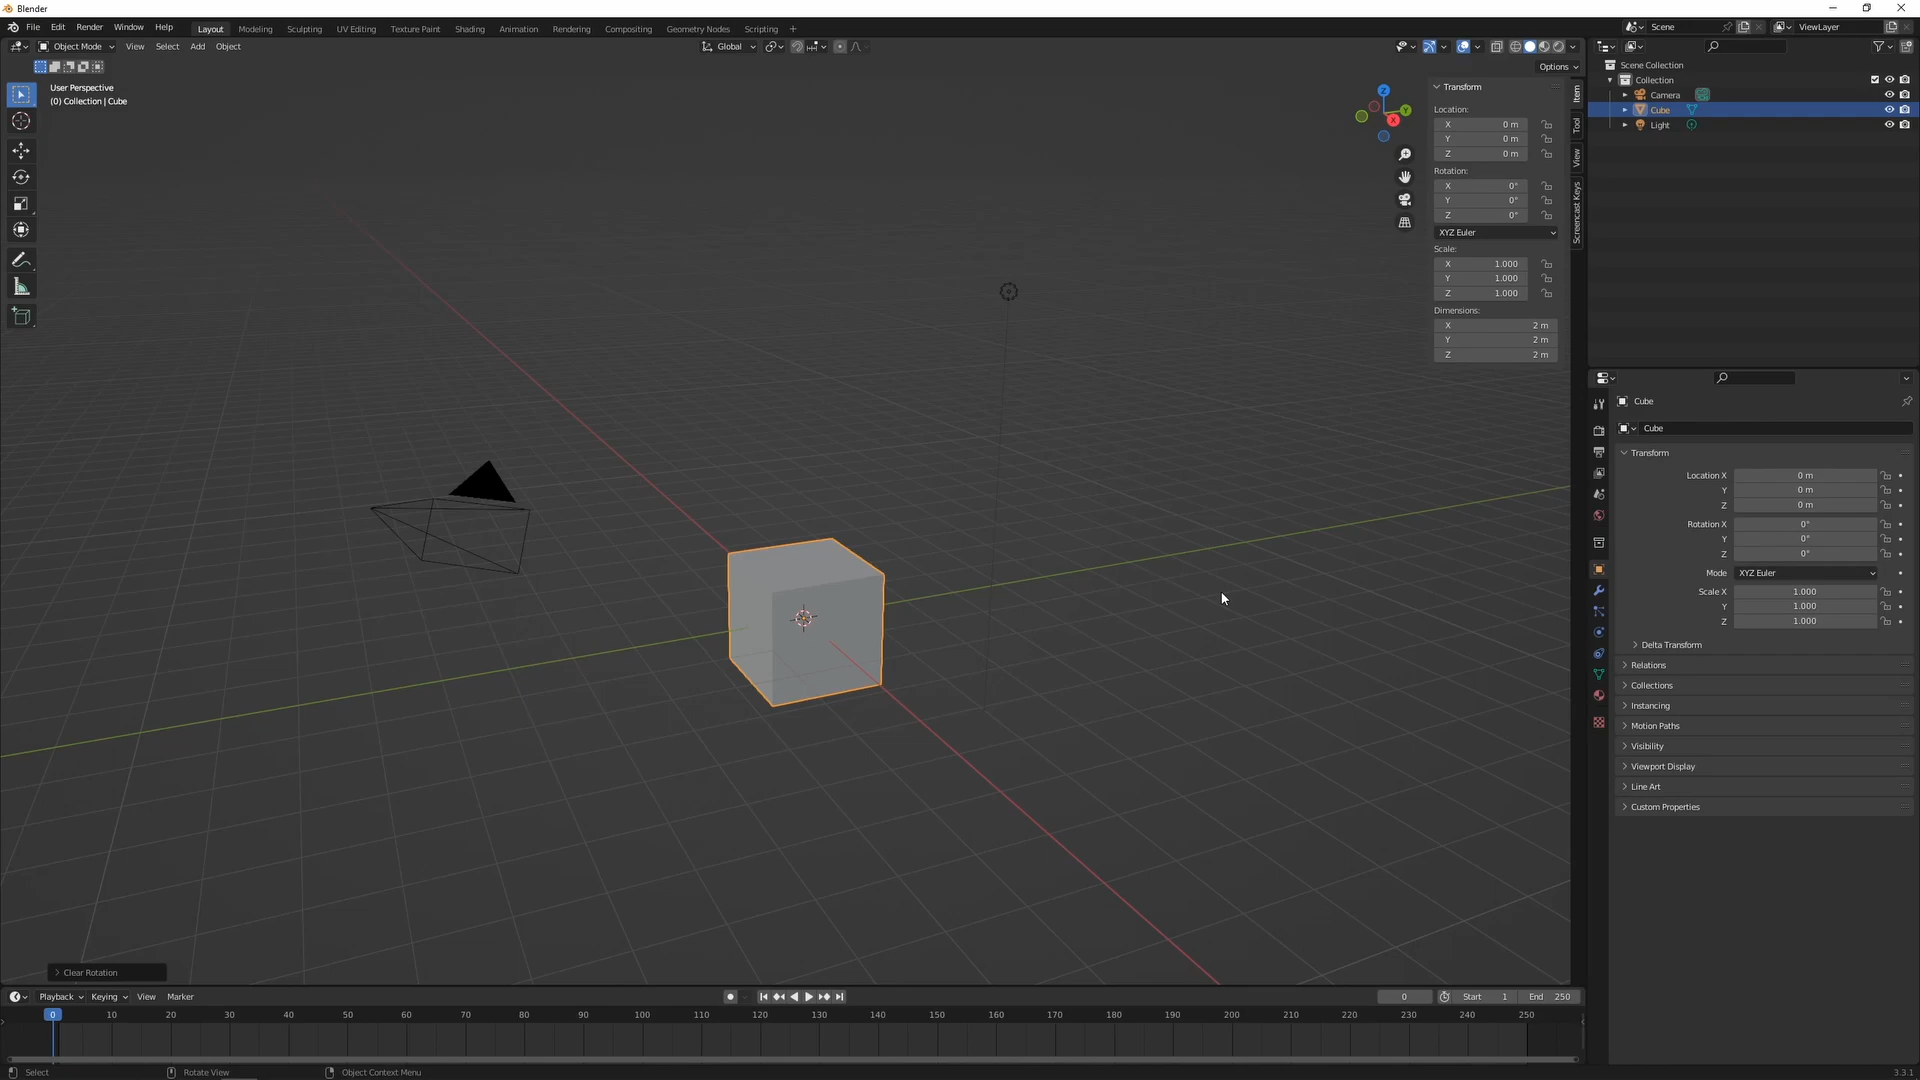 Blender
File Edit Render Window Help Layout Modeling Sculpting UV Editing Texture Paint Shading Animation Rendering Compositing Geometry Nodes Scripting + Scene ViewLayer
Object Mode View Select Add Object Global
Options
User Perspective
(0) Collection | Cube
Z
Y
X
Transform
Location:
X 0 m
Y 0 m
Z 0 m
Rotation:
X 0°
Y 0°
Z 0°
XYZ Euler
Scale:
X 1.000
Y 1.000
Z 1.000
Dimensions:
X 2 m
Y 2 m
Z 2 m
Item
Tool
View
Screencast Keys
Scene Collection
Collection
Camera
Cube
Light
Cube
Cube
Transform
Location X 0 m
Y 0 m
Z 0 m
Rotation X 0°
Y 0°
Z 0°
Mode XYZ Euler
Scale X 1.000
Y 1.000
Z 1.000
Delta Transform
Relations
Collections
Instancing
Motion Paths
Visibility
Viewport Display
Line Art
Custom Properties
Clear Rotation
Playback Keying View Marker 0 Start 1 End 250
0 10 20 30 40 50 60 70 80 90 100 110 120 130 140 150 160 170 180 190 200 210 220 230 240 250
Select Rotate View Object Context Menu 3.3.1